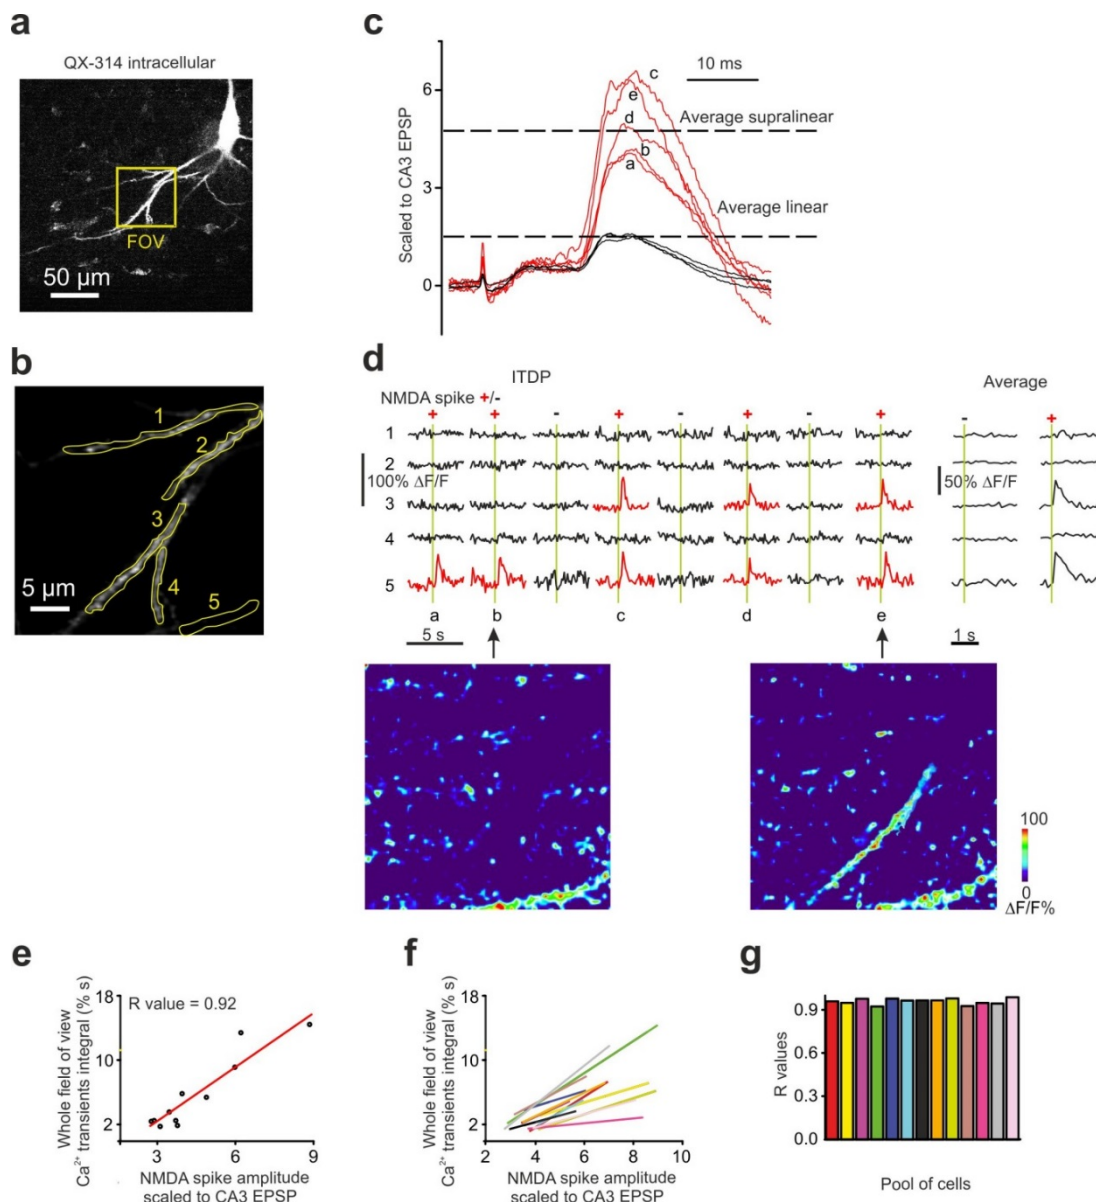 a
QX-314 intracellular
FOV
50 µm
b
1
2
3
4
5
5 µm
c
Scaled to CA3 EPSP
6
3
0
10 ms
c
e
d
b
a
Average supralinear
Average linear
d
ITDP
Average
NMDA spike +/-
+ + - + - + - + - +
1
2
100% ΔF/F
50% ΔF/F
3
4
5
a b c d e
5 s
1 s
100
0
ΔF/F%
e
Whole field of view
Ca²⁺ transients integral (% s)
18
10
2
R value = 0.92
3 6 9
NMDA spike amplitude
scaled to CA3 EPSP
f
Whole field of view
Ca²⁺ transients integral (% s)
18
10
2
2 4 6 8 10
NMDA spike amplitude
scaled to CA3 EPSP
g
R values
0.9
0.6
0.3
0.0
Pool of cells